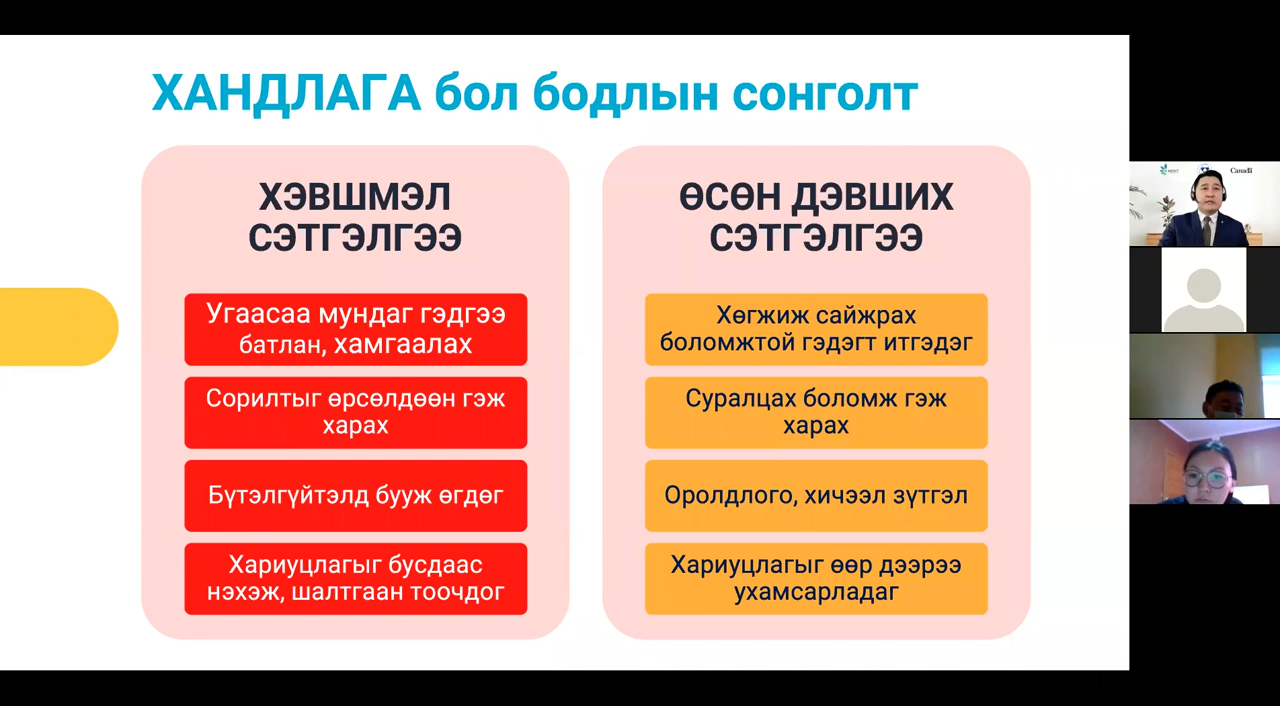 ХАНДЛАГА бол бодлын сонголт
ХЭВШМЭЛ
СЭТГЭЛГЭЭ
Угаасаа мундаг гэдгээ
батлан, хамгаалах
Сорилтыг өрсөлдөөн гэж
харах
Бүтэлгүйтэлд бууж өгдөг
Хариуцлагыг бусдаас
нэхэж, шалтгаан тоочдог
ӨСӨН ДЭВШИХ
СЭТГЭЛГЭЭ
Хөгжиж сайжрах
боломжтой гэдэгт итгэдэг
Суралцах боломж гэж
харах
Оролдлого, хичээл зүтгэл
Хариуцлагыг өөр дээрээ
ухамсарладаг
Canada